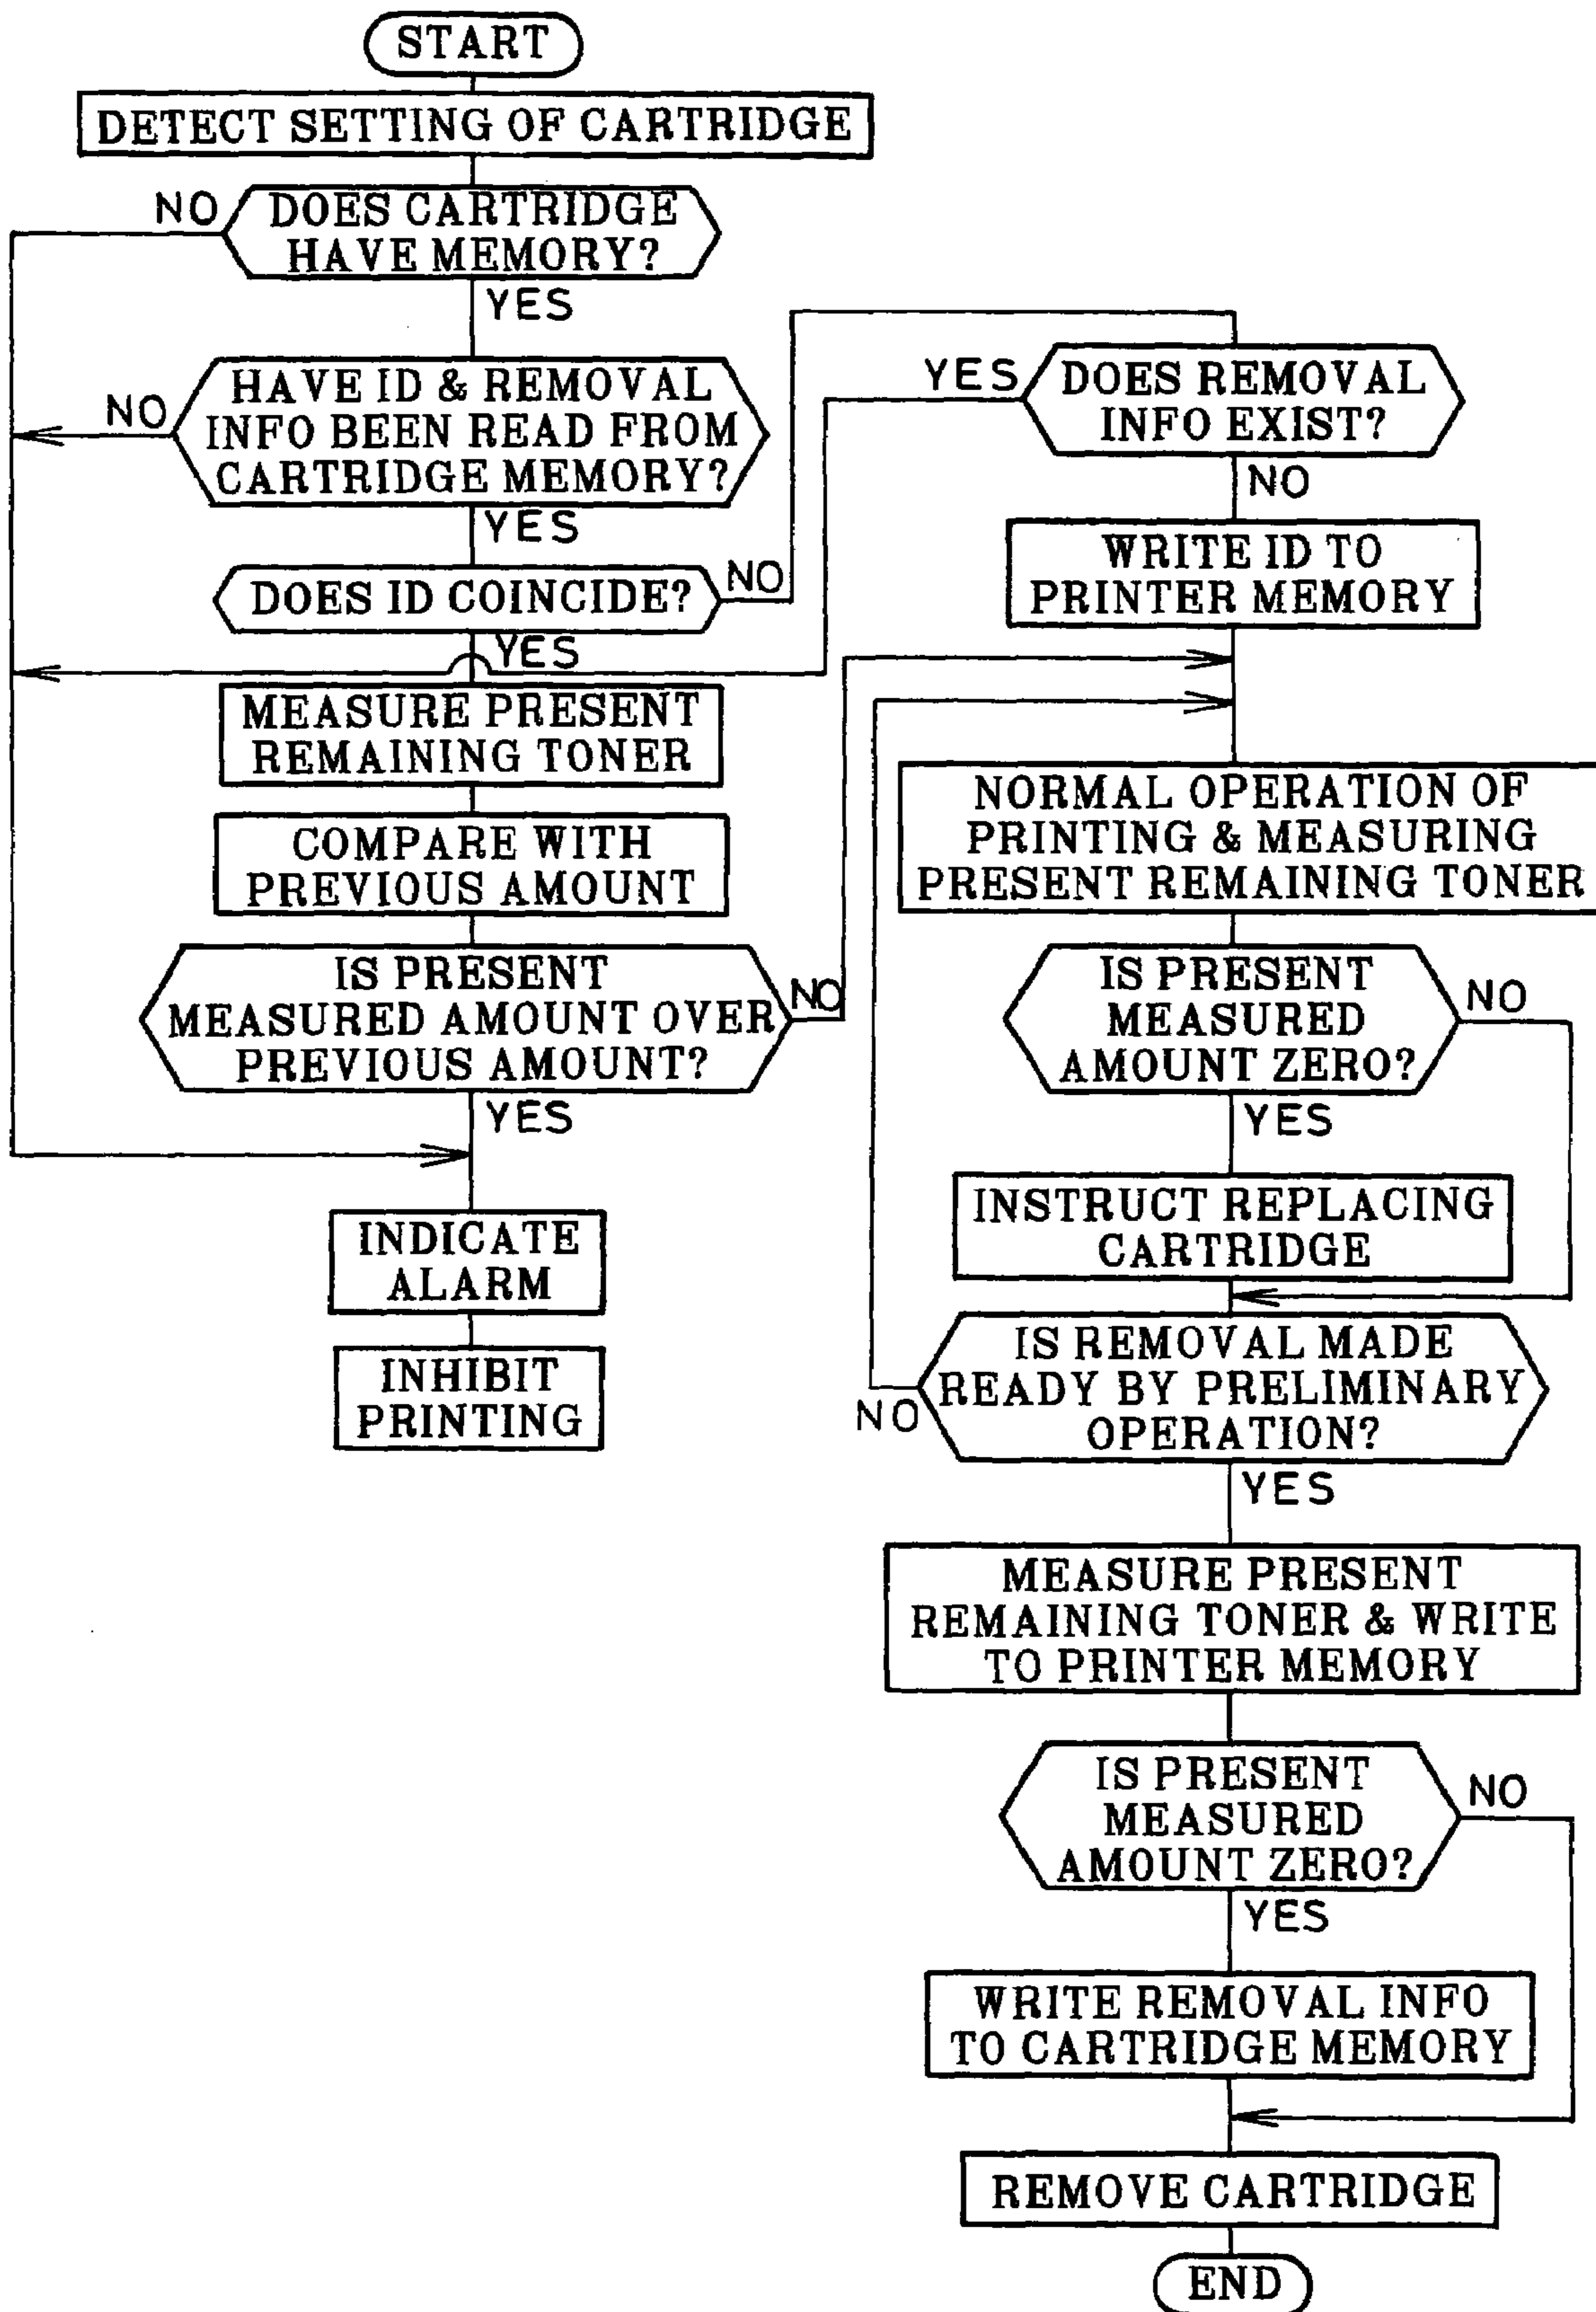 START
DETECT SETTING OF CARTRIDGE
NO
DOES CARTRIDGE
HAVE MEMORY?
YES
NO
HAVE ID & REMOVAL
INFO BEEN READ FROM
CARTRIDGE MEMORY?
YES
DOES ID COINCIDE?
NO
YES
MEASURE PRESENT
REMAINING TONER
COMPARE WITH
PREVIOUS AMOUNT
IS PRESENT
MEASURED AMOUNT OVER
PREVIOUS AMOUNT?
NO
YES
INDICATE
ALARM
INHIBIT
PRINTING
YES
DOES REMOVAL
INFO EXIST?
NO
WRITE ID TO
PRINTER MEMORY
NORMAL OPERATION OF
PRINTING & MEASURING
PRESENT REMAINING TONER
IS PRESENT
MEASURED
AMOUNT ZERO?
NO
YES
INSTRUCT REPLACING
CARTRIDGE
IS REMOVAL MADE
READY BY PRELIMINARY
OPERATION?
NO
YES
MEASURE PRESENT
REMAINING TONER & WRITE
TO PRINTER MEMORY
IS PRESENT
MEASURED
AMOUNT ZERO?
NO
YES
WRITE REMOVAL INFO
TO CARTRIDGE MEMORY
REMOVE CARTRIDGE
END